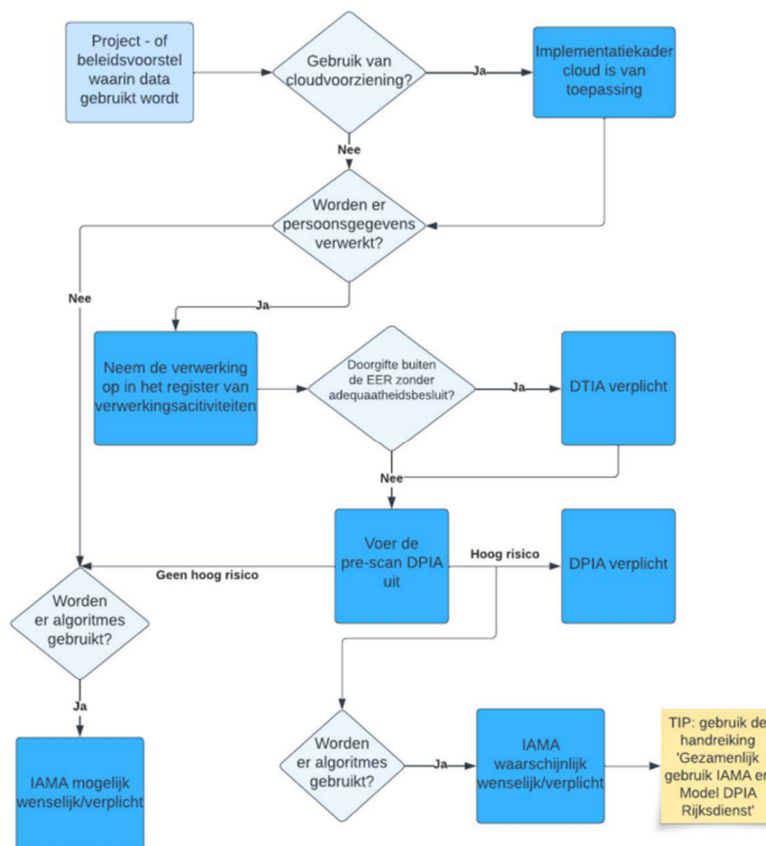 Project - of
beleidsvoorstel
waarin data
gebruikt wordt
Gebruik van
cloudvoorziening?
Ja
Implementatiekader
cloud is van
toepassing
Nee
Worden er
persoonsgegevens
verwerkt?
Nee
Ja
Neem de verwerking
op in het register van
verwerkingsacitiviteiten
Doorgifte buiten
de EER zonder
adequaatheidsbesluit?
Ja
DTIA verplicht
Nee
Voer de
pre-scan DPIA
uit
Hoog risico
DPIA verplicht
Geen hoog risico
Worden
er algoritmes
gebruikt?
Ja
IAMA mogelijk
wenselijk/verplicht
Worden
er algoritmes
gebruikt?
Ja
IAMA
waarschijnlijk
wenselijk/verplicht
TIP: gebruik de
handreiking
'Gezamenlijk
gebruik IAMA en
Model DPIA
Rijksdienst'